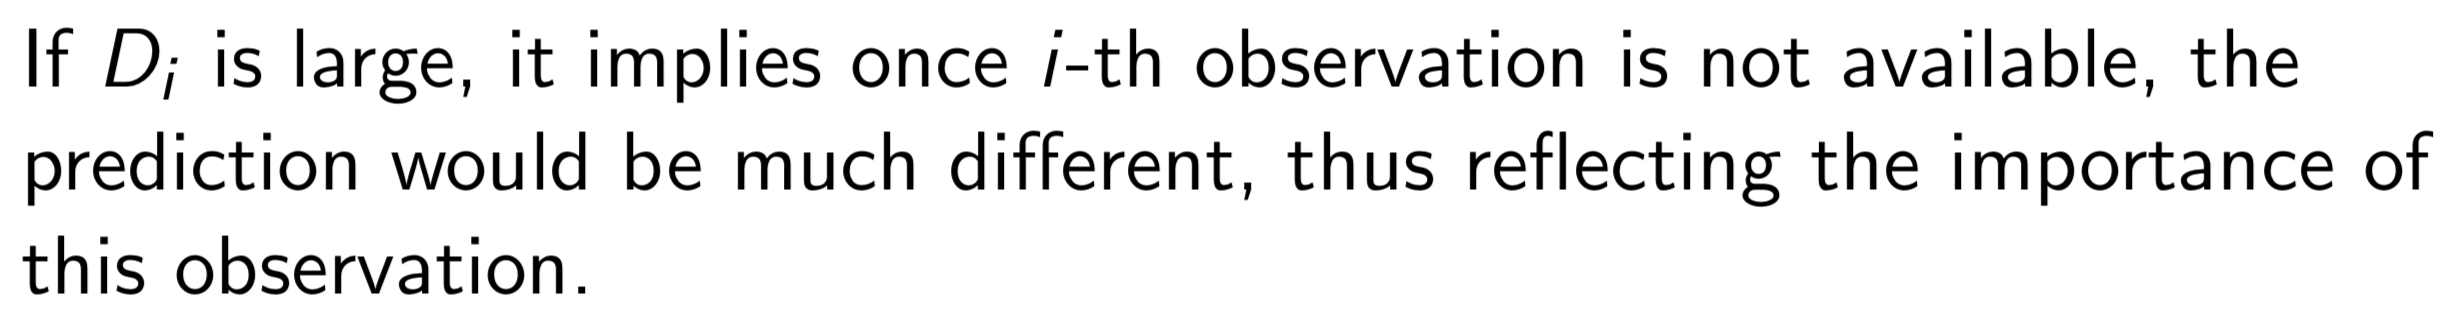 If D_i is large, it implies once i-th observation is not available, the
prediction would be much different, thus reflecting the importance of
this observation.